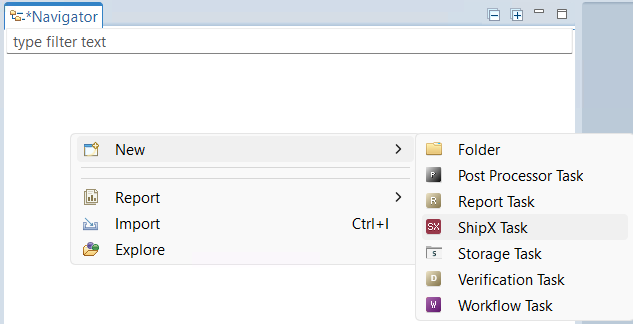 *Navigator
type filter text
New
Report
Import Ctrl+I
Explore
Folder
P Post Processor Task
R Report Task
SX ShipX Task
S Storage Task
D Verification Task
W Workflow Task